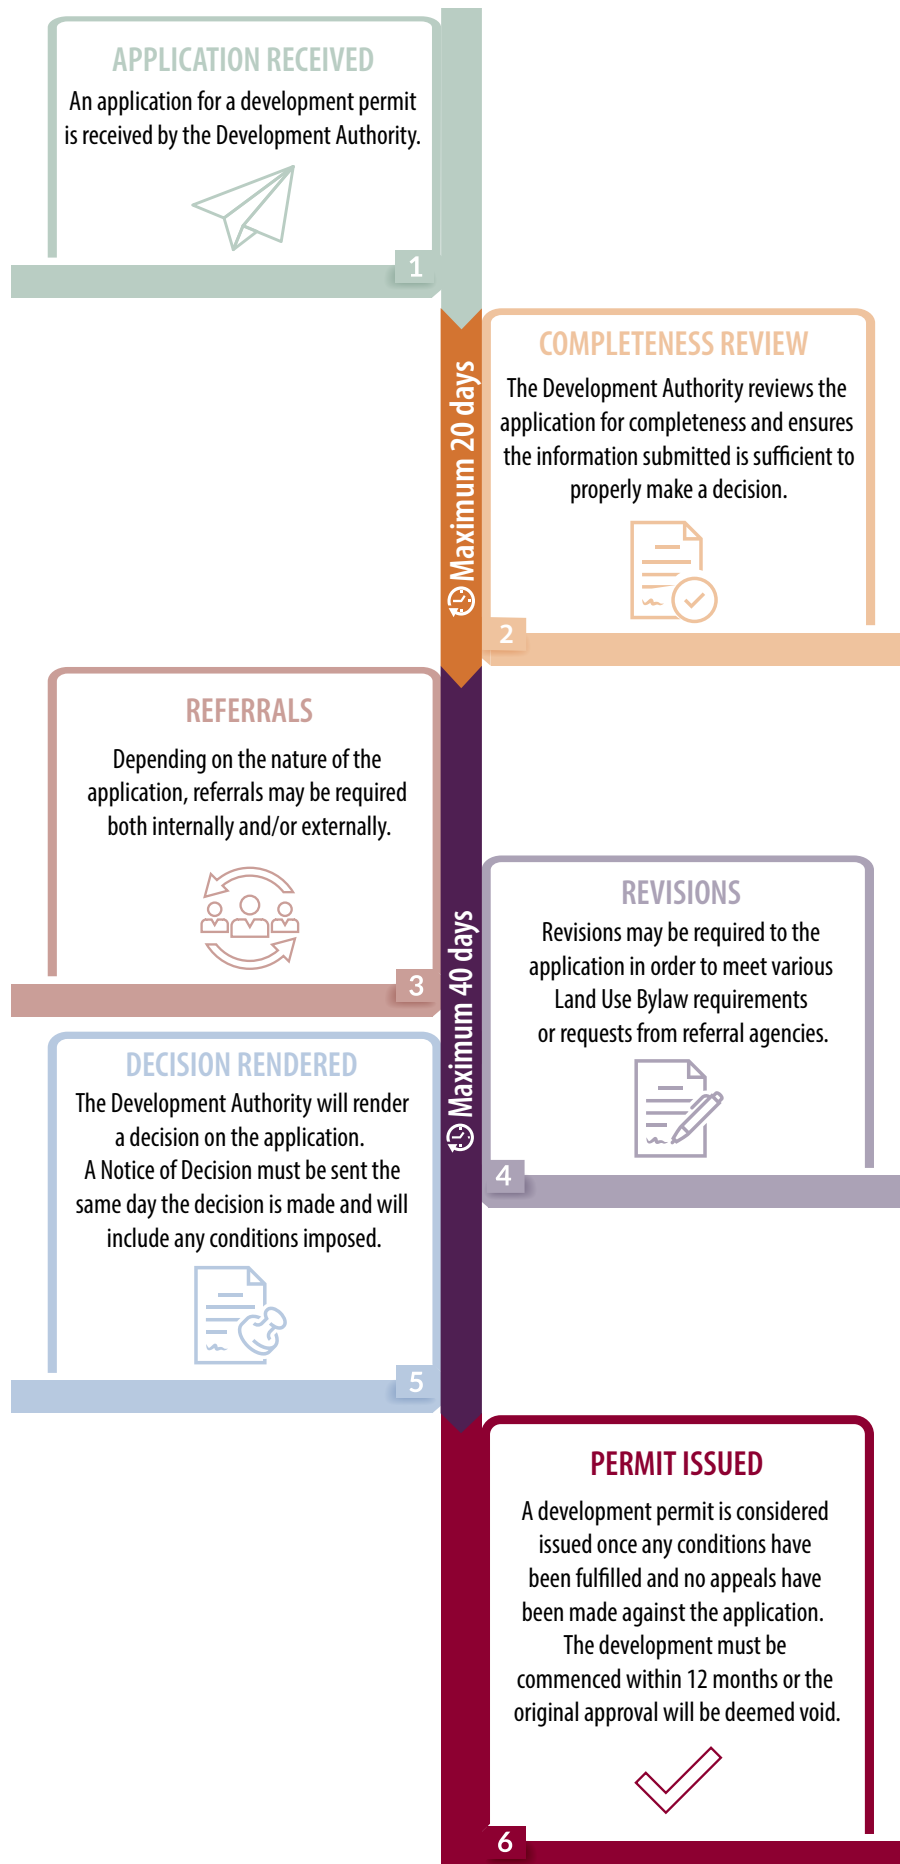 APPLICATION RECEIVED
An application for a development permit
is received by the Development Authority.
1
Maximum 20 days
COMPLETENESS REVIEW
The Development Authority reviews the
application for completeness and ensures
the information submitted is sufficient to
properly make a decision.
2
REFERRALS
Depending on the nature of the
application, referrals may be required
both internally and/or externally.
3
Maximum 40 days
REVISIONS
Revisions may be required to the
application in order to meet various
Land Use Bylaw requirements
or requests from referral agencies.
4
DECISION RENDERED
The Development Authority will render
a decision on the application.
A Notice of Decision must be sent the
same day the decision is made and will
include any conditions imposed.
5
PERMIT ISSUED
A development permit is considered
issued once any conditions have
been fulfilled and no appeals have
been made against the application.
The development must be
commenced within 12 months or the
original approval will be deemed void.
6